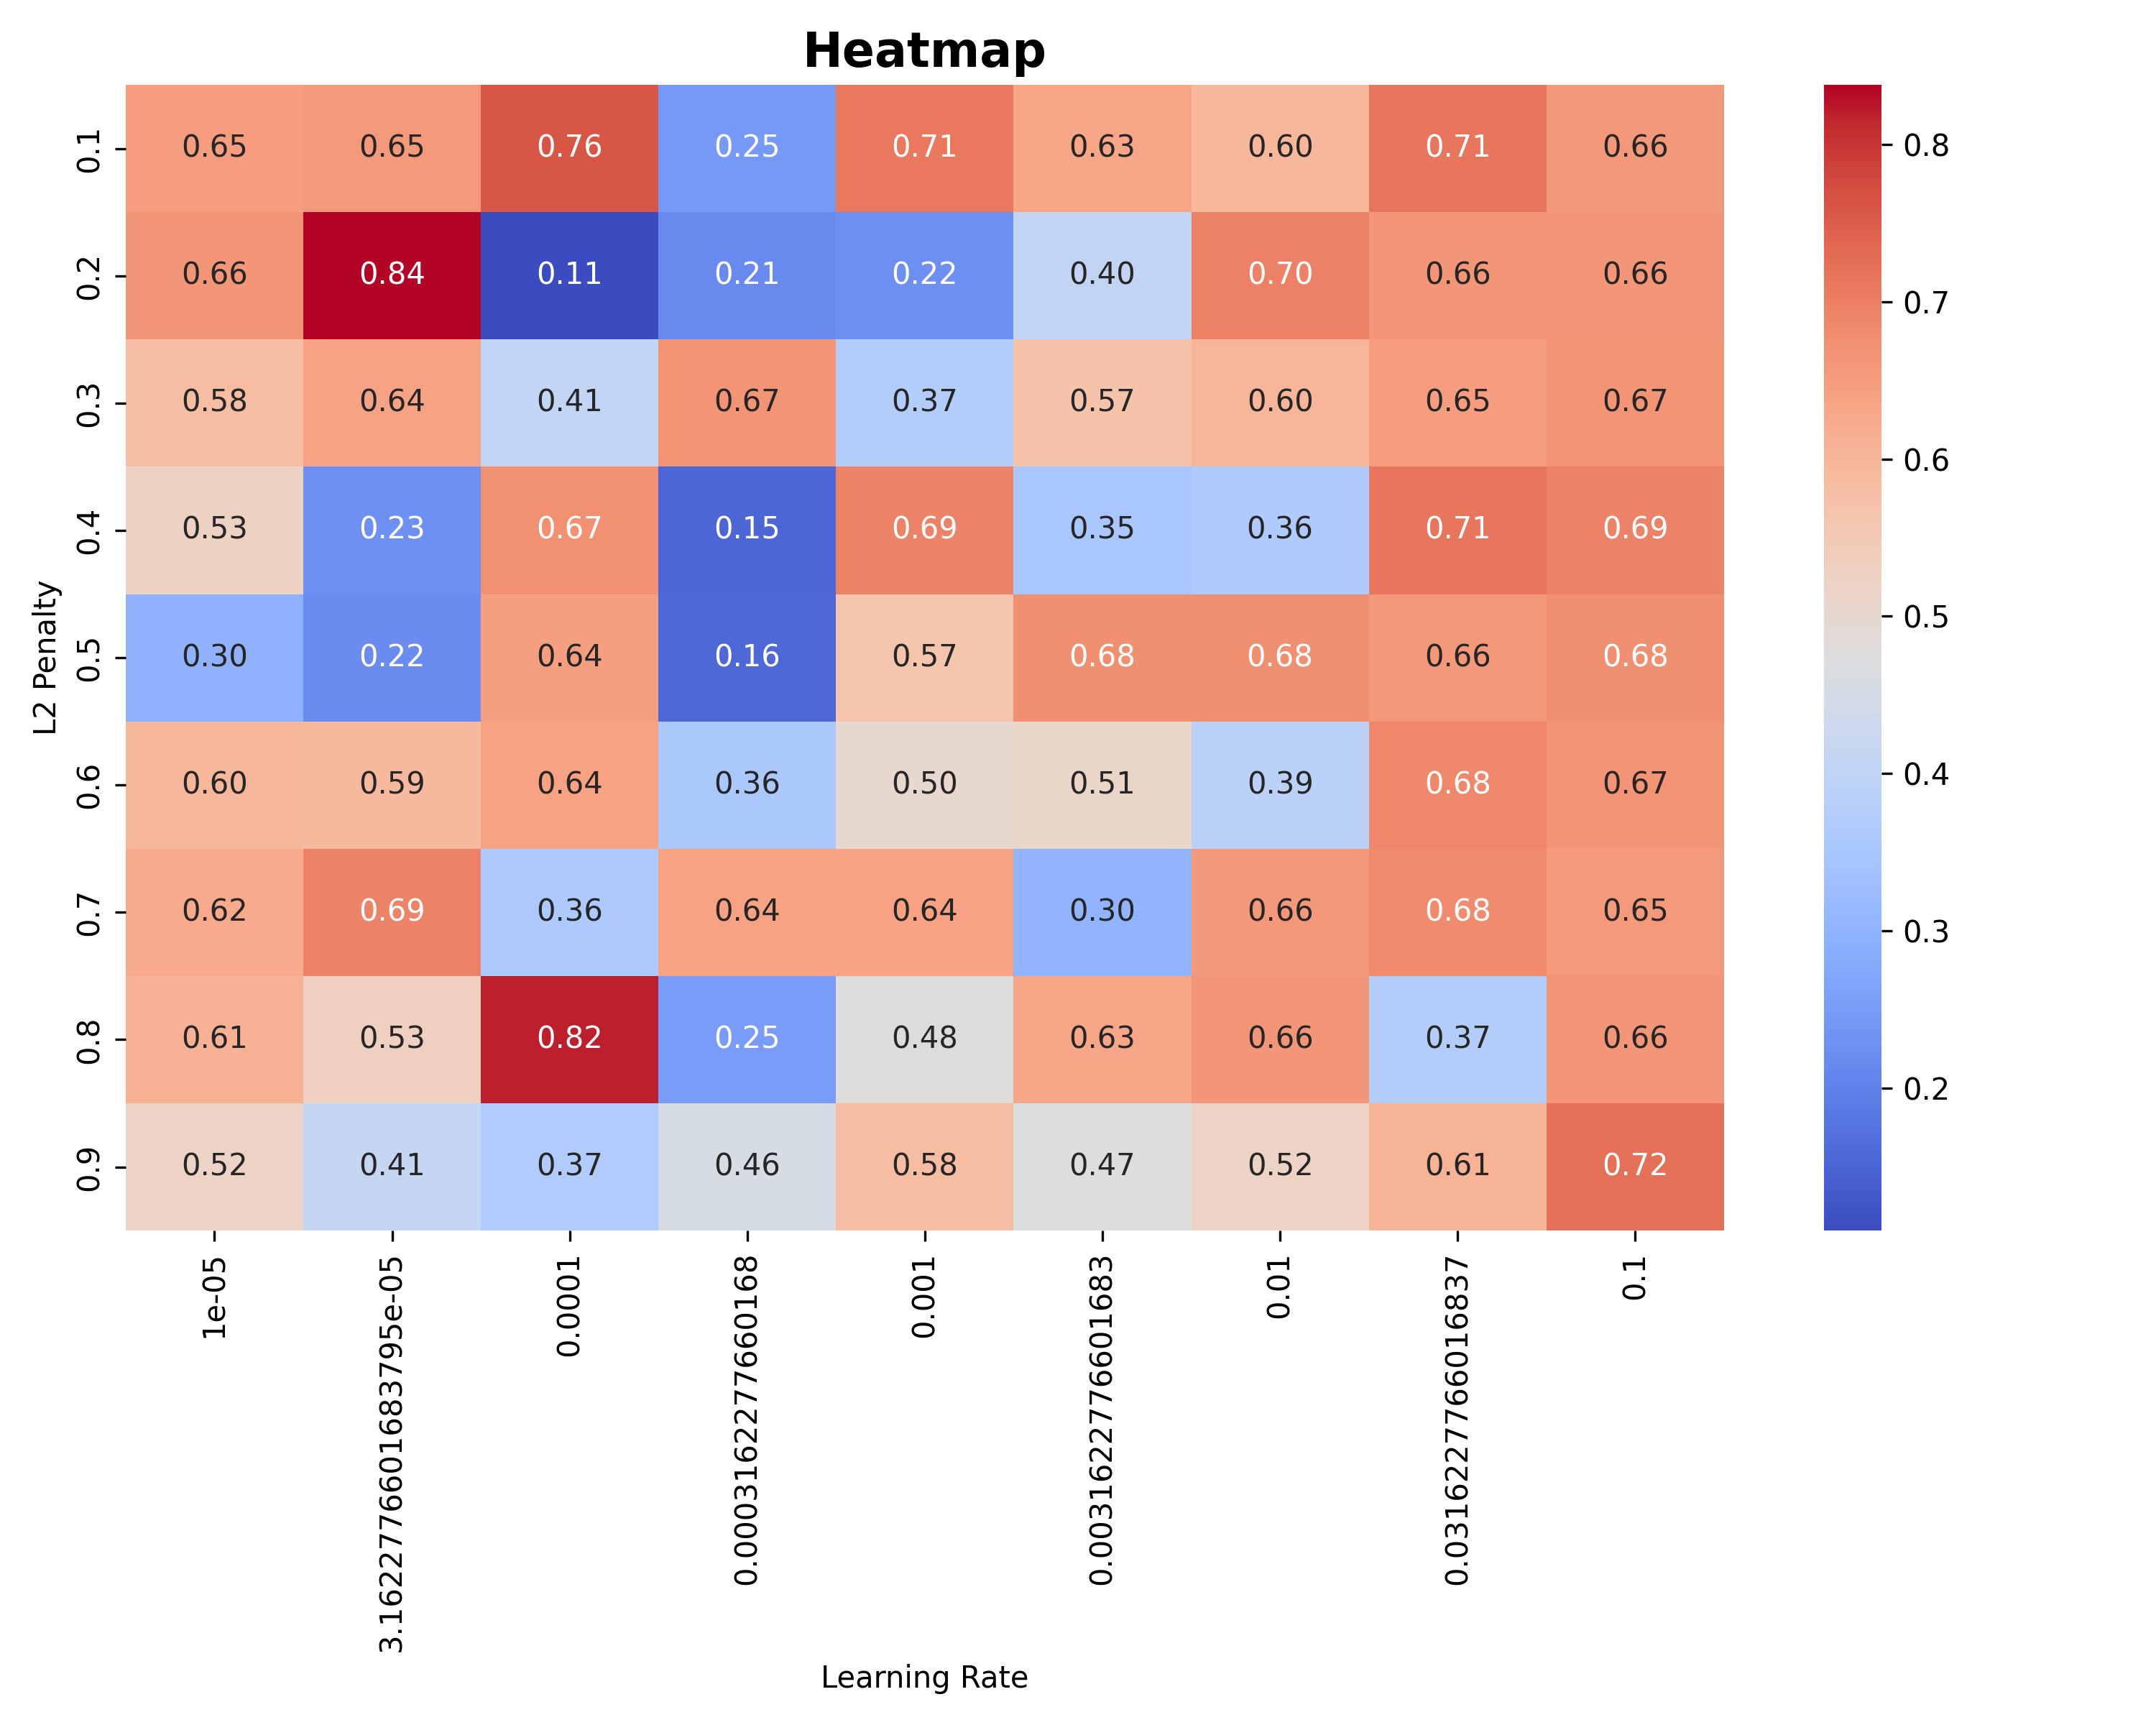 Heatmap
L2 Penalty
0.1 0.65 0.65 0.76 0.25 0.71 0.63 0.60 0.71 0.66
0.2 0.66 0.84 0.11 0.21 0.22 0.40 0.70 0.66 0.66
0.3 0.58 0.64 0.41 0.67 0.37 0.57 0.60 0.65 0.67
0.4 0.53 0.23 0.67 0.15 0.69 0.35 0.36 0.71 0.69
0.5 0.30 0.22 0.64 0.16 0.57 0.68 0.68 0.66 0.68
0.6 0.60 0.59 0.64 0.36 0.50 0.51 0.39 0.68 0.67
0.7 0.62 0.69 0.36 0.64 0.64 0.30 0.66 0.68 0.65
0.8 0.61 0.53 0.82 0.25 0.48 0.63 0.66 0.37 0.66
0.9 0.52 0.41 0.37 0.46 0.58 0.47 0.52 0.61 0.72
1e-05
3.1622776601683795e-05
0.0001
0.00031622776601​68
0.001
0.0031622776601683
0.01
0.0316227766016837
0.1
Learning Rate
0.8
0.7
0.6
0.5
0.4
0.3
0.2